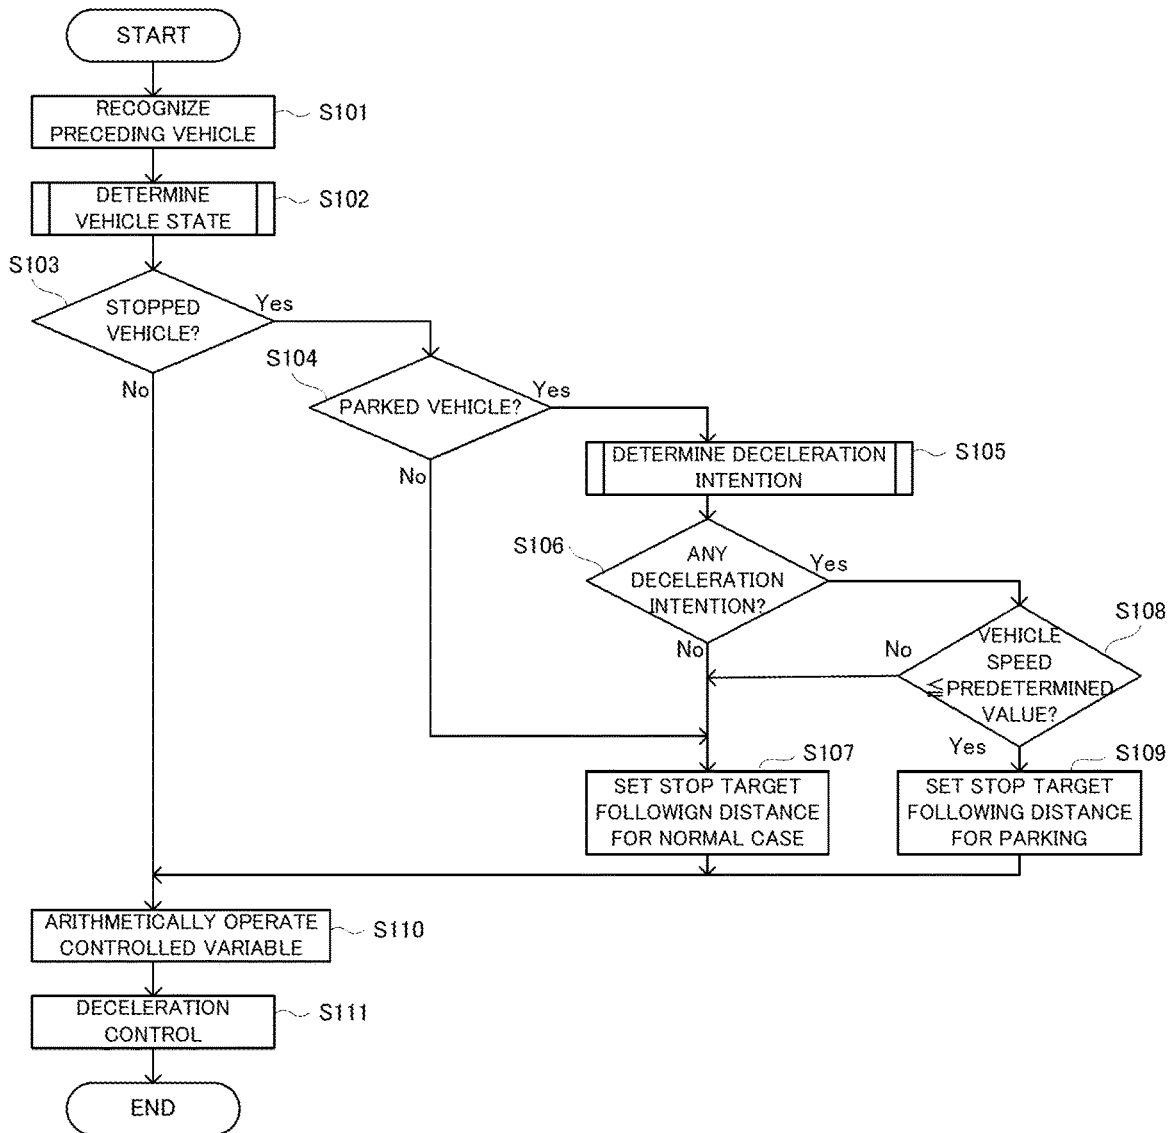 START
RECOGNIZE
PRECEDING VEHICLE
S101
DETERMINE
VEHICLE STATE
S102
S103
STOPPED
VEHICLE?
Yes
No
S104
PARKED VEHICLE?
Yes
No
DETERMINE DECELERATION
INTENTION
S105
S106
ANY
DECELERATION
INTENTION?
Yes
No
S108
VEHICLE
SPEED
≦PREDETERMINED
VALUE?
No
Yes
S107
SET STOP TARGET
FOLLOWIGN DISTANCE
FOR NORMAL CASE
S109
SET STOP TARGET
FOLLOWING DISTANCE
FOR PARKING
ARITHMETICALLY OPERATE
CONTROLLED VARIABLE
S110
DECELERATION
CONTROL
S111
END